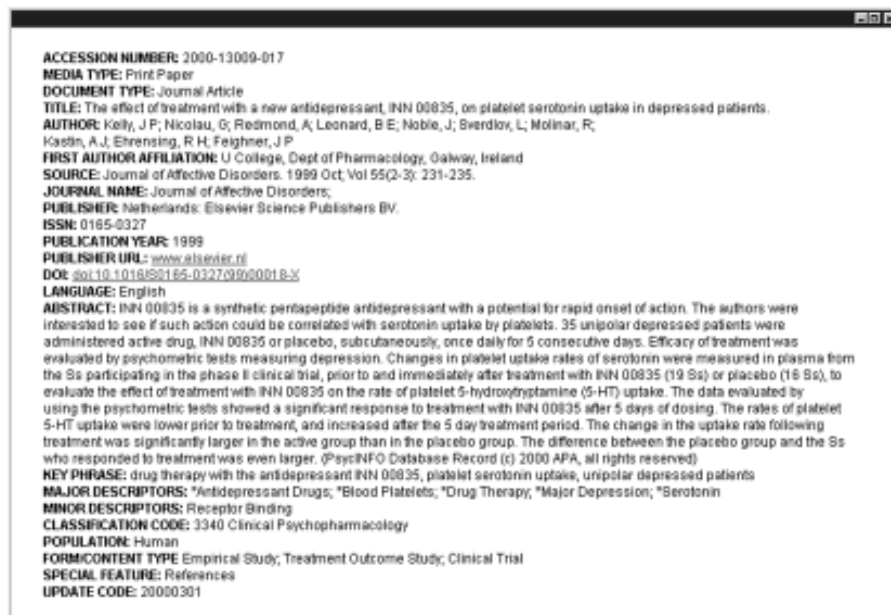 ACCESSION NUMBER: 2000-13009-017
MEDIA TYPE: Print Paper
DOCUMENT TYPE: Journal Article
TITLE: The effect of treatment with a new antidepressant, INN 00835, on platelet serotonin uptake in depressed patients.
AUTHOR: Kelly, J P; Nicolau, G; Redmond, A; Leonard, B E; Noble, J; Sverdlov, L; Molinar, R;
Kastin, A J; Ehrensing, R H; Feighner, J P
FIRST AUTHOR AFFILIATION: U College, Dept of Pharmacology, Galway, Ireland
SOURCE: Journal of Affective Disorders. 1999 Oct; Vol 55(2-3): 231-235.
JOURNAL NAME: Journal of Affective Disorders;
PUBLISHER: Netherlands: Elsevier Science Publishers BV.
ISSN: 0165-0327
PUBLICATION YEAR: 1999
PUBLISHER URL: www.elsevier.nl
DOI: doi:10.1016/S0165-0327(99)00018-X
LANGUAGE: English
ABSTRACT: INN 00835 is a synthetic pentapeptide antidepressant with a potential for rapid onset of action. The authors were
interested to see if such action could be correlated with serotonin uptake by platelets. 35 unipolar depressed patients were
administered active drug, INN 00835 or placebo, subcutaneously, once daily for 5 consecutive days. Efficacy of treatment was
evaluated by psychometric tests measuring depression. Changes in platelet uptake rates of serotonin were measured in plasma from
the Ss participating in the phase II clinical trial, prior to and immediately after treatment with INN 00835 (19 Ss) or placebo (16 Ss), to
evaluate the effect of treatment with INN 00835 on the rate of platelet 5-hydroxytryptamine (5-HT) uptake. The data evaluated by
using the psychometric tests showed a significant response to treatment with INN 00835 after 5 days of dosing. The rates of platelet
5-HT uptake were lower prior to treatment, and increased after the 5 day treatment period. The change in the uptake rate following
treatment was significantly larger in the active group than in the placebo group. The difference between the placebo group and the Ss
who responded to treatment was even larger. (PsycINFO Database Record (c) 2000 APA, all rights reserved)
KEY PHRASE: drug therapy with the antidepressant INN 00835, platelet serotonin uptake, unipolar depressed patients
MAJOR DESCRIPTORS: *Antidepressant Drugs; *Blood Platelets; *Drug Therapy; *Major Depression; *Serotonin
MINOR DESCRIPTORS: Receptor Binding
CLASSIFICATION CODE: 3340 Clinical Psychopharmacology
POPULATION: Human
FORM/CONTENT TYPE Empirical Study; Treatment Outcome Study; Clinical Trial
SPECIAL FEATURE: References
UPDATE CODE: 20000301